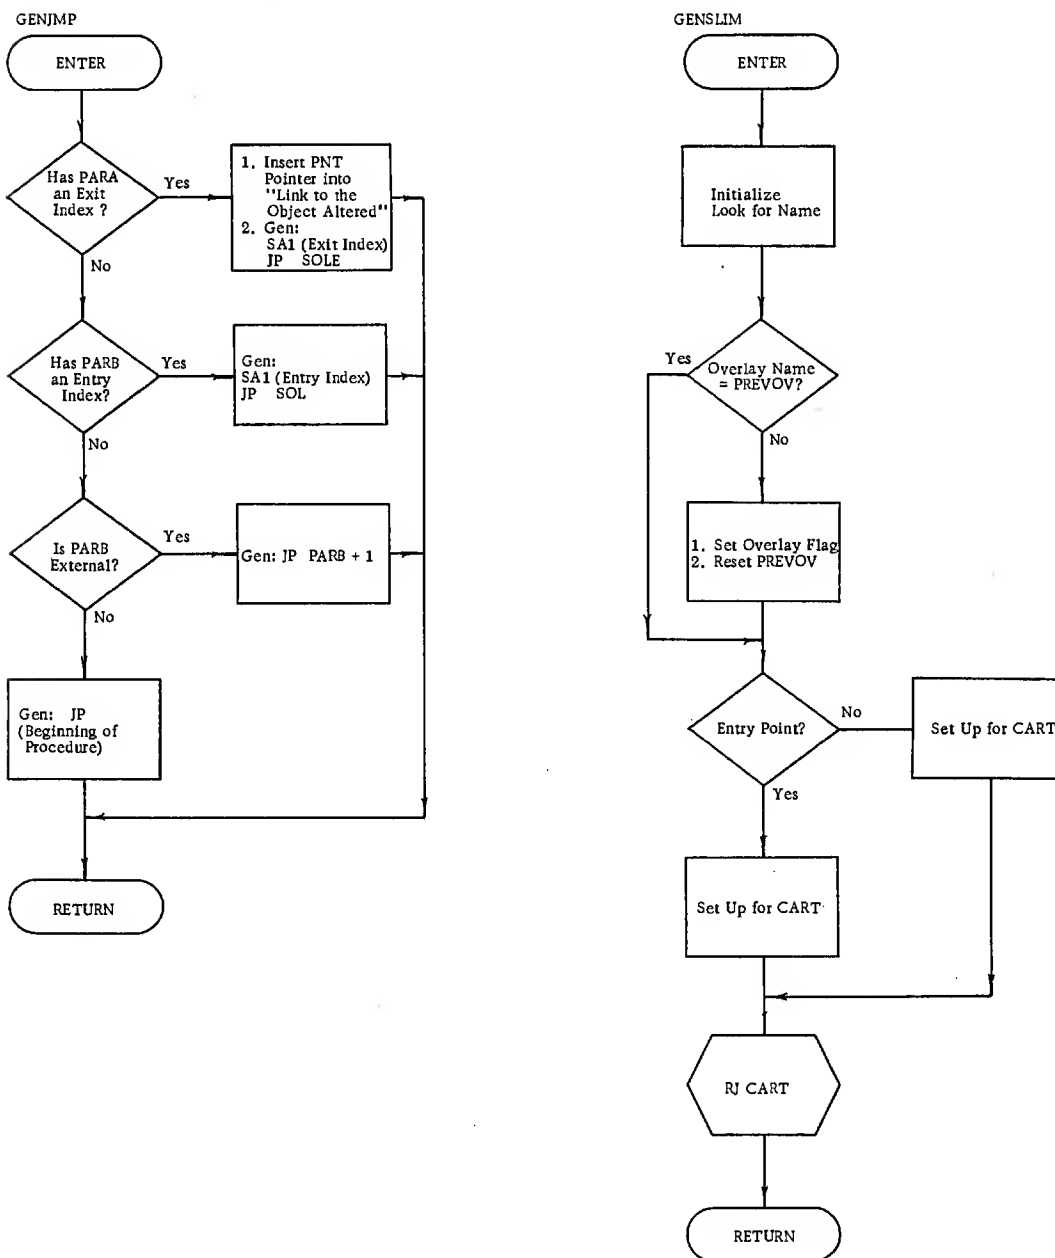 GENJMP
ENTER
Has PARA
an Exit
Index ?
Yes
1. Insert PNT
Pointer into
"Link to the
Object Altered"
2. Gen:
SA1 (Exit Index)
JP SOLE
No
Has PARB
an Entry
Index?
Yes
Gen:
SA1 (Entry Index)
JP SOL
No
Is PARB
External?
Yes
Gen: JP PARB + 1
No
Gen: JP
(Beginning of
Procedure)
RETURN
GENSLIM
ENTER
Initialize
Look for Name
Overlay Name
= PREVOV?
Yes
No
1. Set Overlay Flag
2. Reset PREVOV
Entry Point?
No
Set Up for CART
Yes
Set Up for CART
RJ CART
RETURN